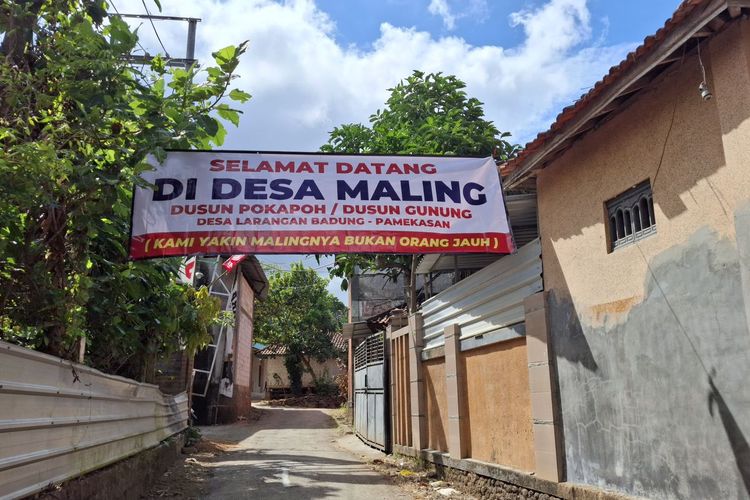 SELAMAT DATANG
DI DESA MALING
DUSUN POKAPOH / DUSUN GUNUNG
DESA LARANGAN BADUNG - PAMEKASAN
( KAMI YAKIN MALINGNYA BUKAN ORANG JAUH )